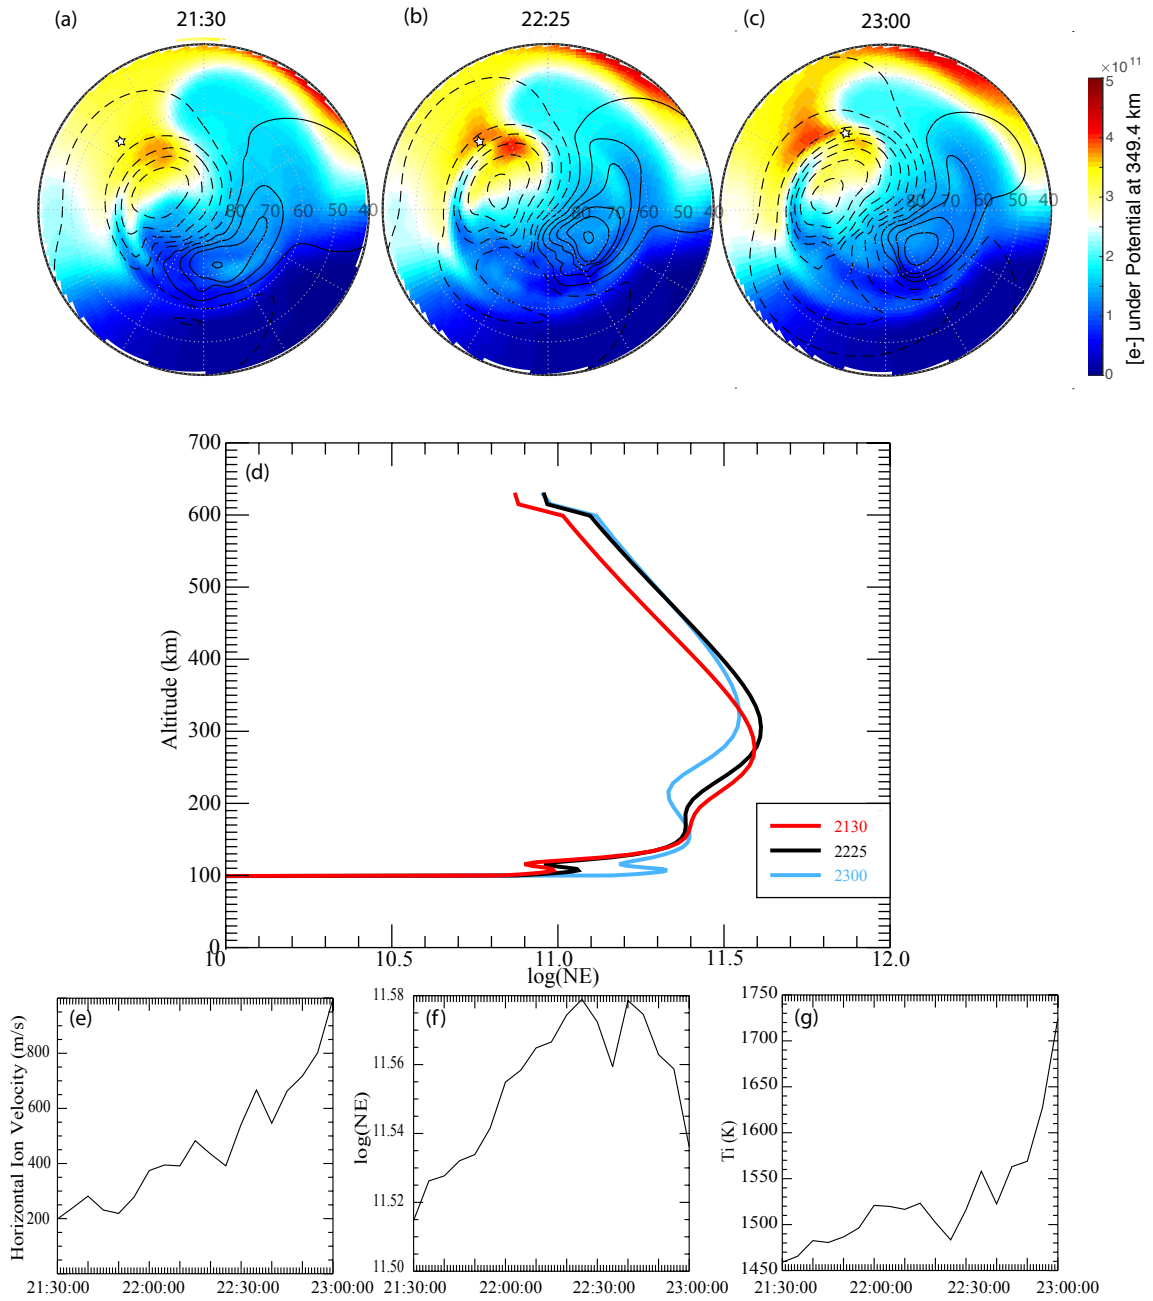 (a) 21:30 (b) 22:25 (c) 23:00
×10^11
5
4
3
2
1
0
[e-] under Potential at 349.4 km
80 70 60 50 40
80 70 60 50 40
80 70 60 50 40
(d)
700
600
500
400
300
200
100
0
Altitude (km)
10 10.5 11.0 11.5 12.0
log(NE)
2130
2225
2300
(e)
800
600
400
200
Horizontal Ion Velocity (m/s)
21:30:00 22:00:00 22:30:00 23:00:00
(f)
11.58
11.56
11.54
11.52
11.50
log(NE)
21:30:00 22:00:00 22:30:00 23:00:00
(g)
1750
1700
1650
1600
1550
1500
1450
Ti (K)
21:30:00 22:00:00 22:30:00 23:00:00